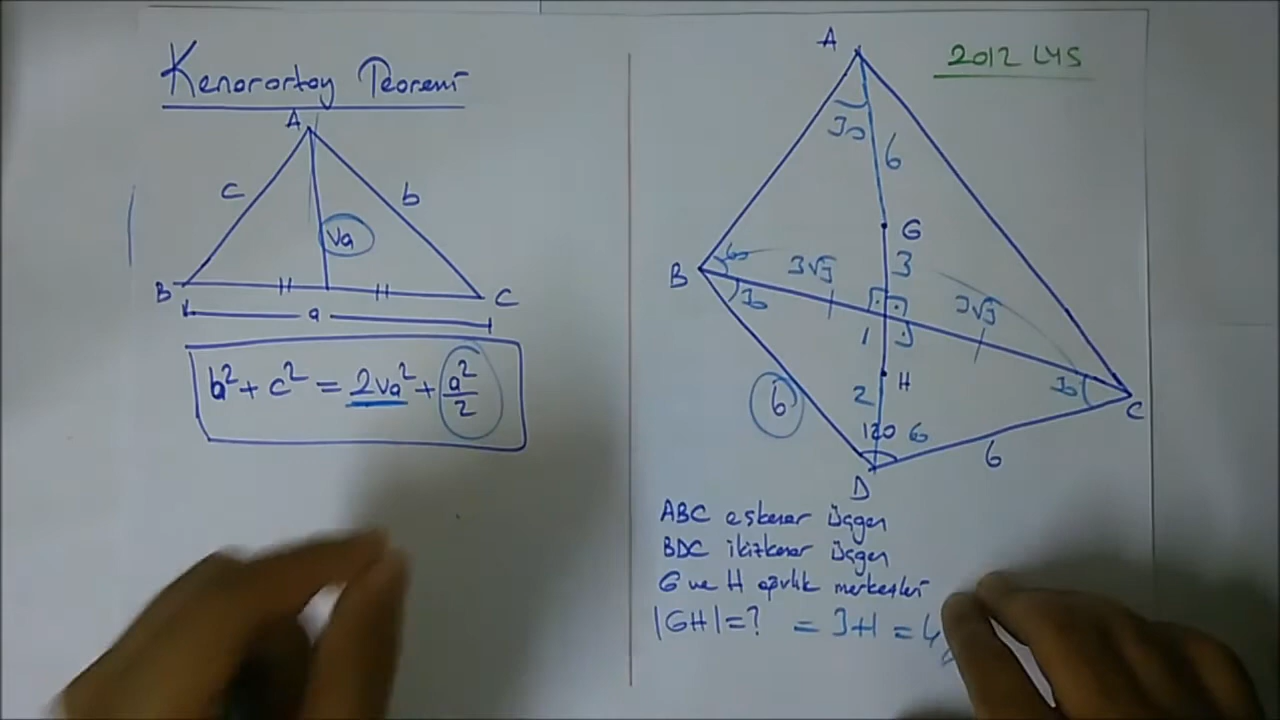 Kenarortay Teoremi
A
c
b
Va
B
C
a
b² + c² = 2Va² + a²/2
2012 LYS
A
30
6
G
3
B
60
3√3
30
3√3
1
H
2
30
C
6
120
6
6
D
ABC eşkenar üçgen
BDC ikizkenar üçgen
G ve H ağırlık merkezleri
|GH| = ? = 3+1 = 4